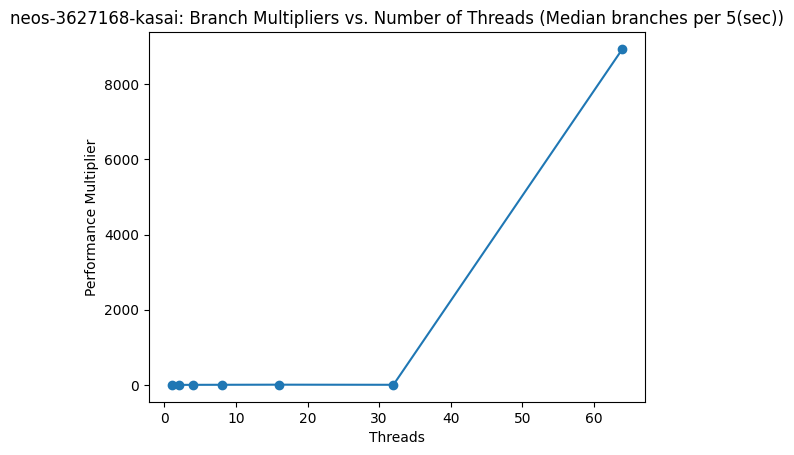 neos-3627168-kasai: Branch Multipliers vs. Number of Threads (Median branches per 5(sec))
8000
6000
4000
2000
0
Performance Multiplier
0 10 20 30 40 50 60
Threads